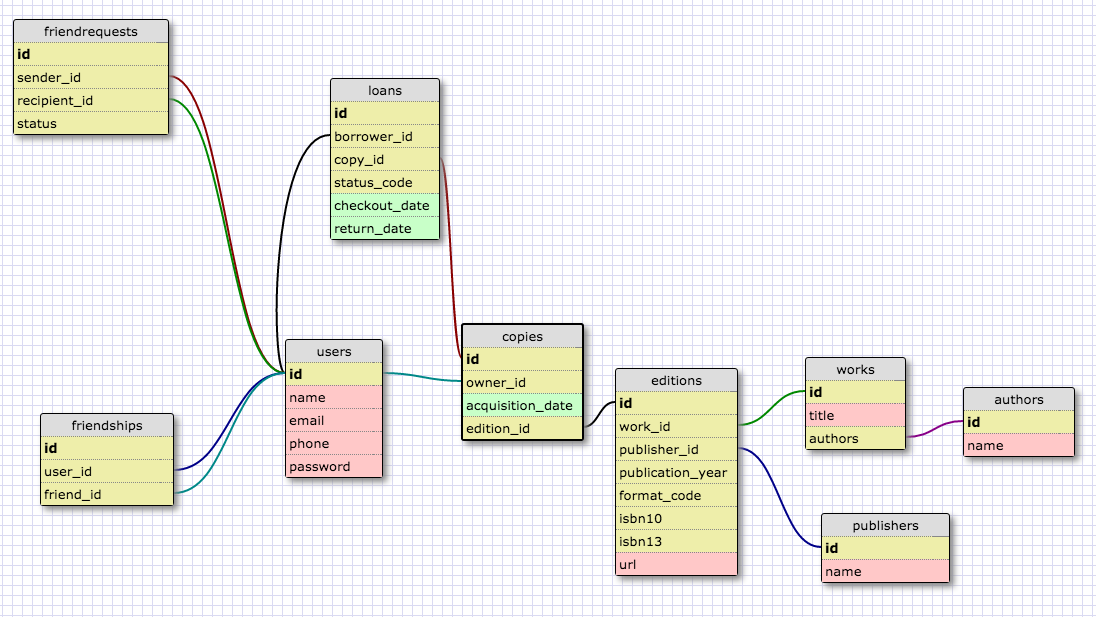 friendrequests
id
sender_id
recipient_id
status
loans
id
borrower_id
copy_id
status_code
checkout_date
return_date
users
id
name
email
phone
password
friendships
id
user_id
friend_id
copies
id
owner_id
acquisition_date
edition_id
editions
id
work_id
publisher_id
publication_year
format_code
isbn10
isbn13
url
works
id
title
authors
authors
id
name
publishers
id
name